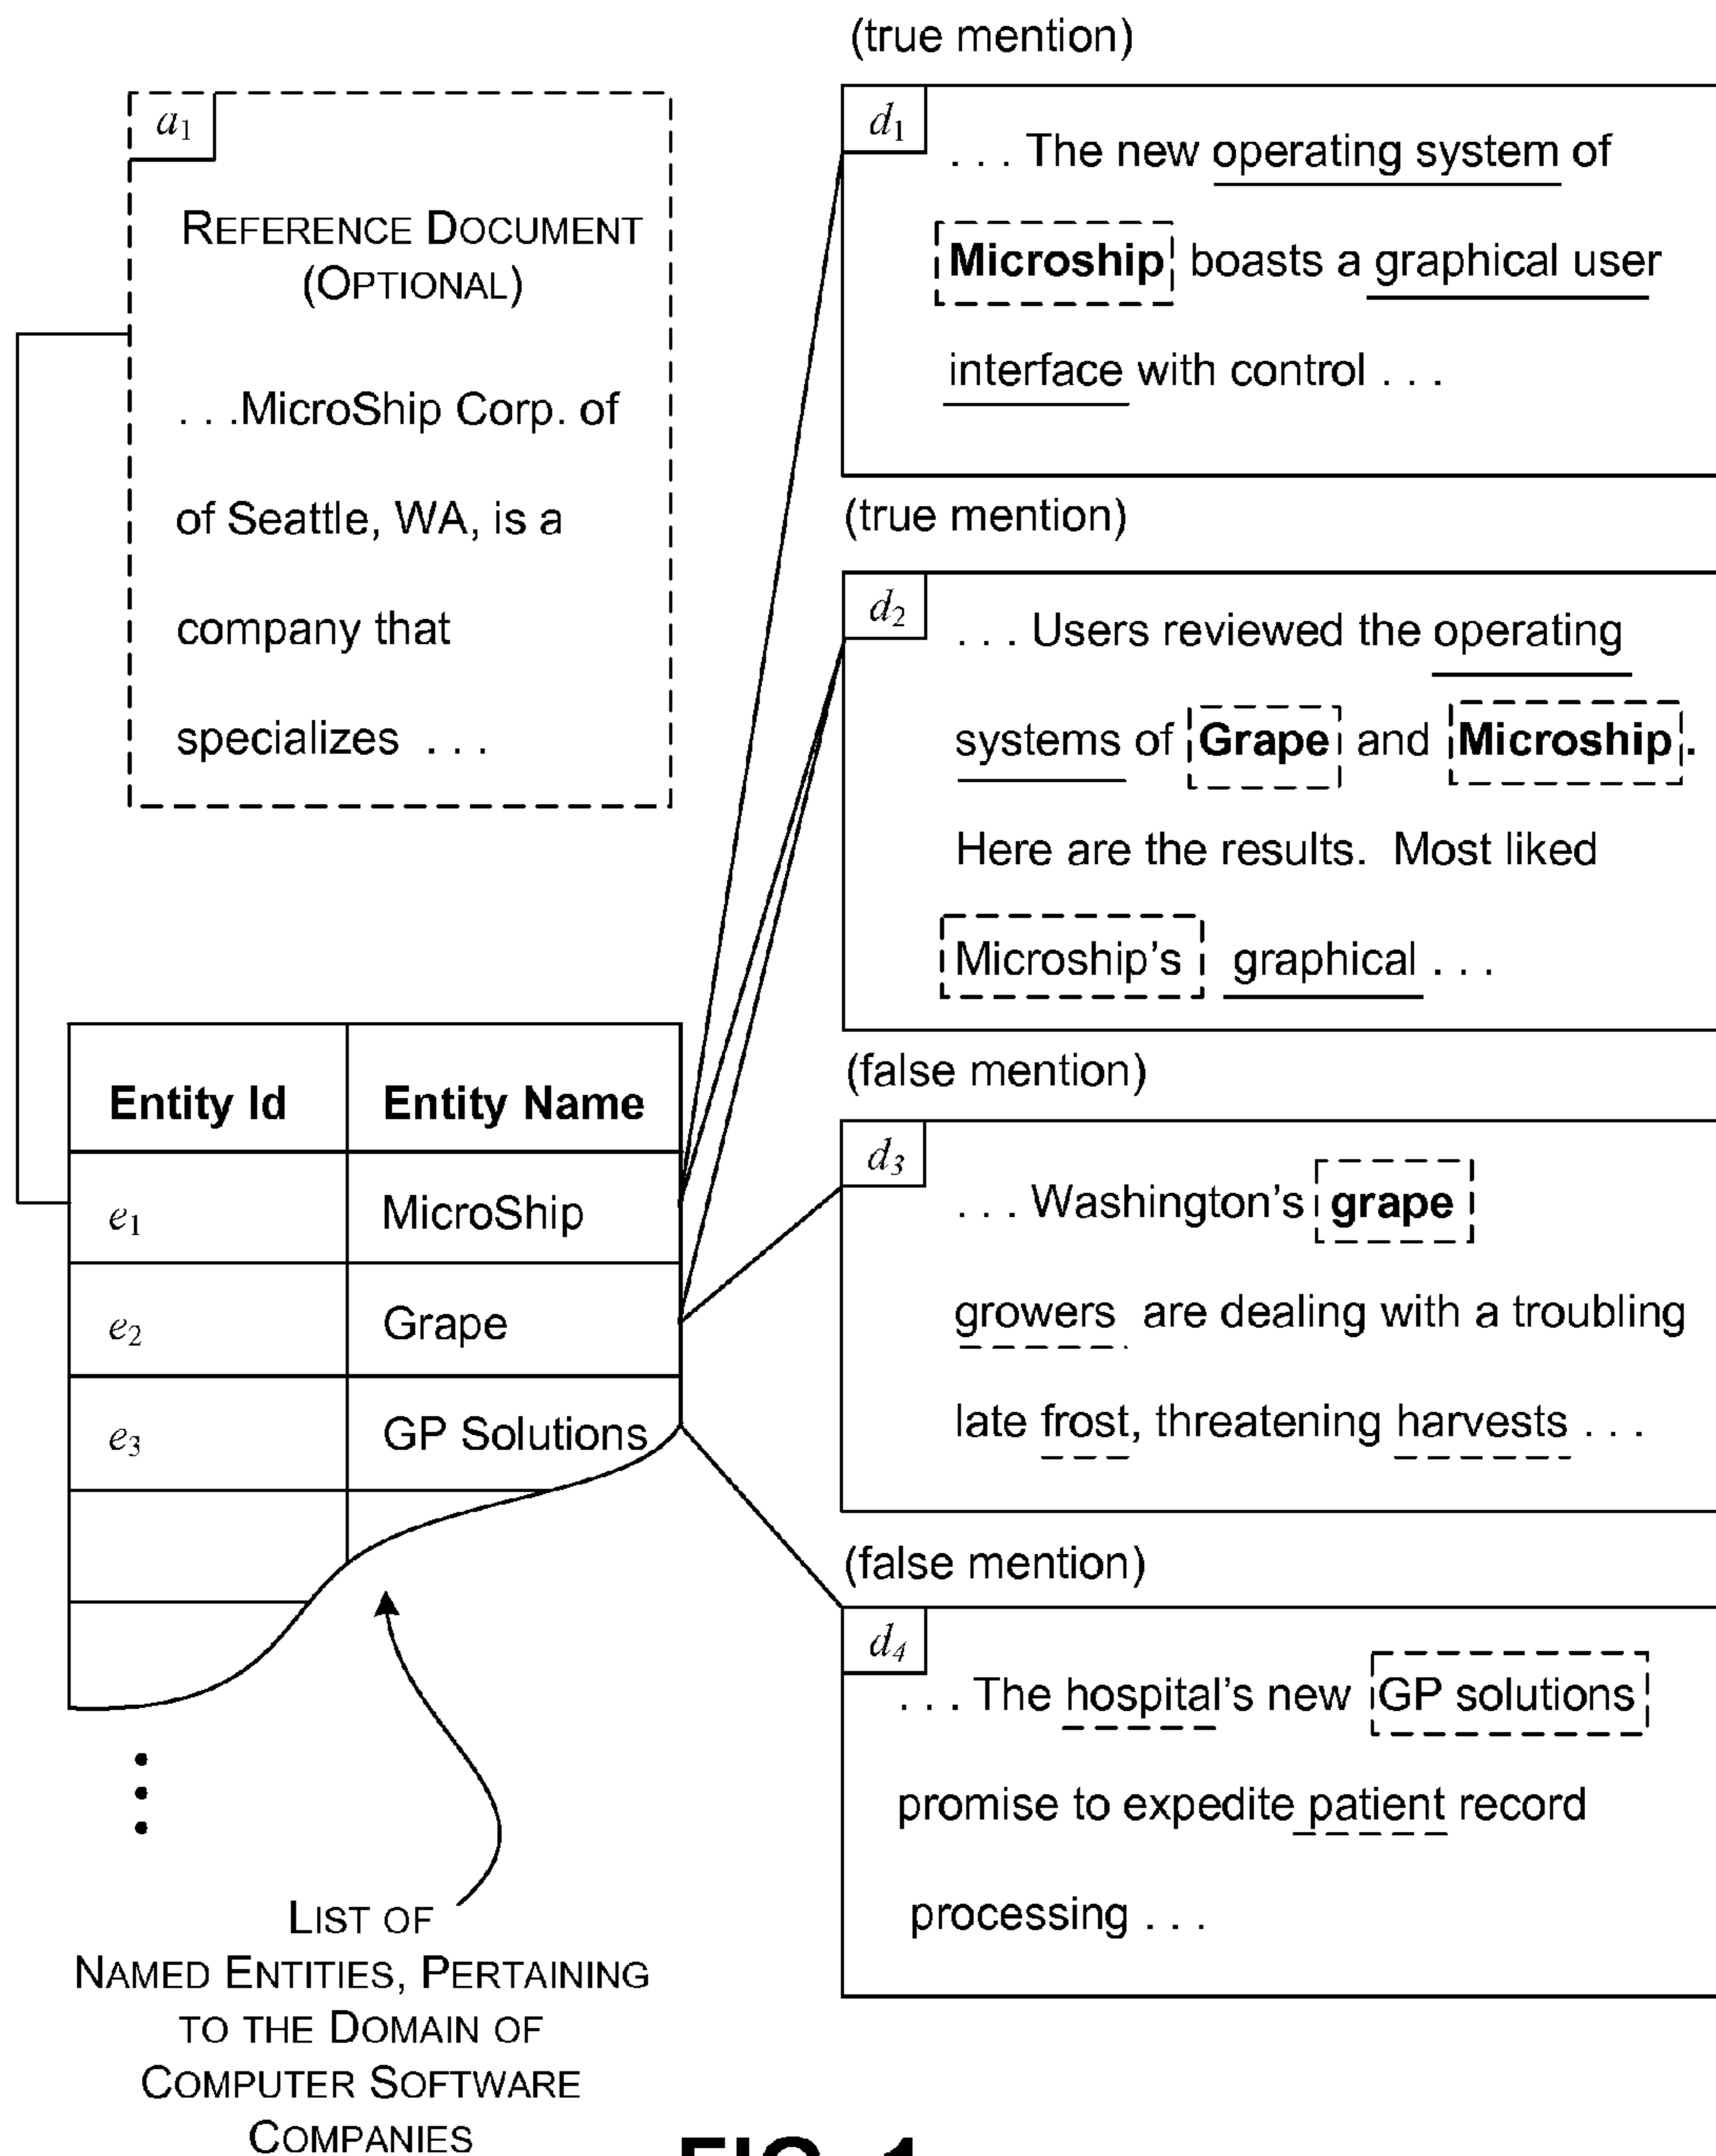 a1
REFERENCE DOCUMENT
(OPTIONAL)
. . .MicroShip Corp. of
of Seattle, WA, is a
company that
specializes . . .
Entity Id Entity Name
e1 MicroShip
e2 Grape
e3 GP Solutions
LIST OF
NAMED ENTITIES, PERTAINING
TO THE DOMAIN OF
COMPUTER SOFTWARE
COMPANIES
(true mention)
d1
. . . The new operating system of
Microship boasts a graphical user
interface with control . . .
(true mention)
d2
. . . Users reviewed the operating
systems of Grape and Microship.
Here are the results. Most liked
Microship's graphical . . .
(false mention)
d3
. . . Washington's grape
growers are dealing with a troubling
late frost, threatening harvests . . .
(false mention)
d4
. . . The hospital's new GP solutions
promise to expedite patient record
processing . . .
FIG. 1